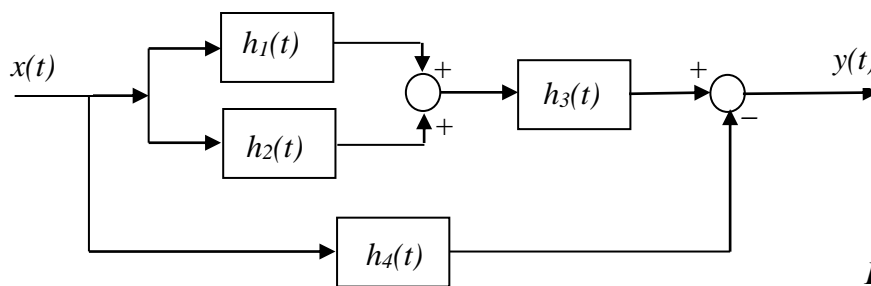 h1(t)
x(t)
+
h3(t)
+
y(t)
h2(t)
+
−
h4(t)